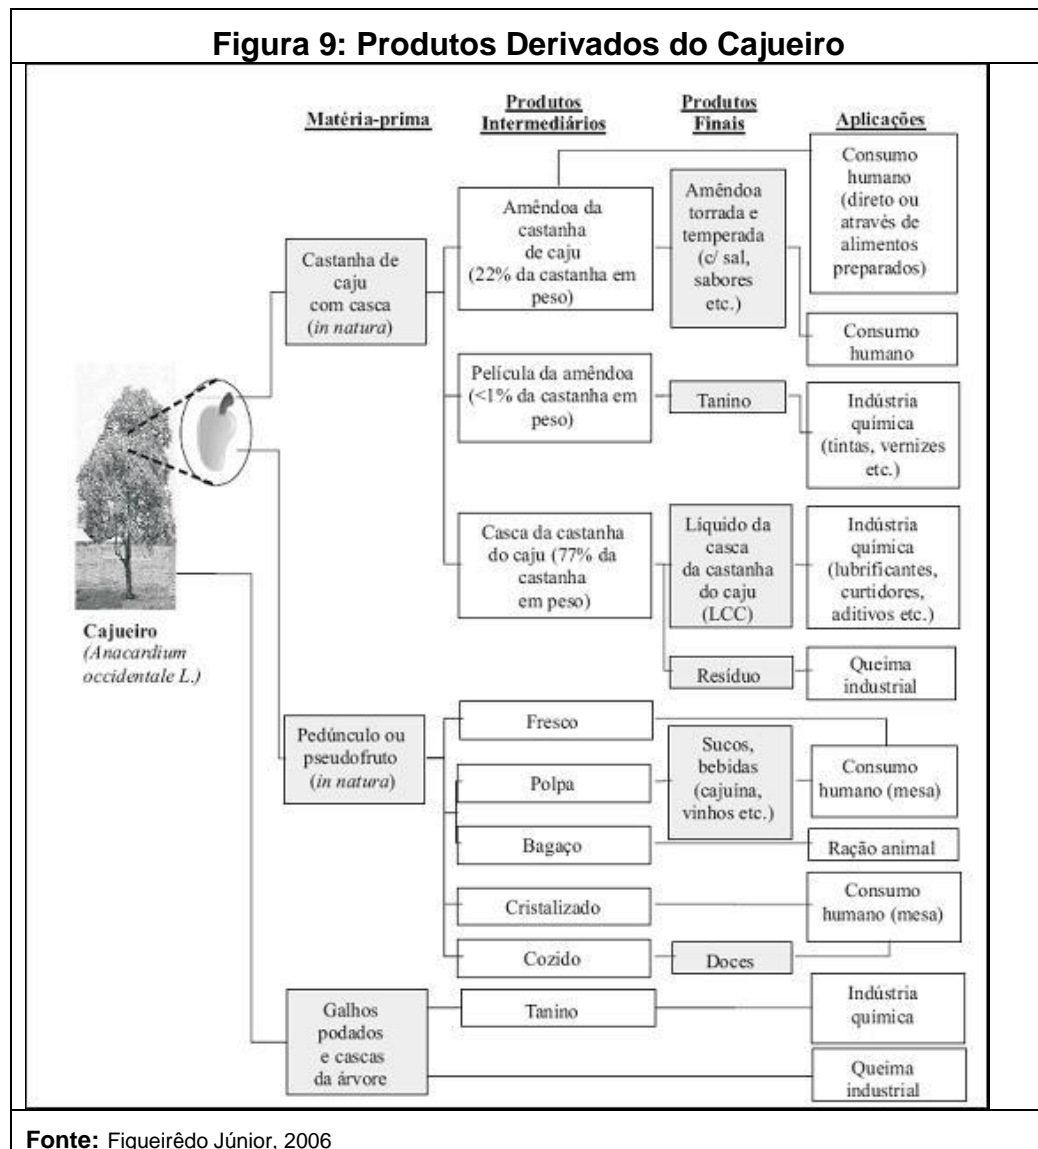 Figura 9: Produtos Derivados do Cajueiro
Matéria-prima
Produtos
Intermediários
Produtos
Finais
Aplicações
Castanha de
caju
com casca
(in natura)
Amêndoa da
castanha
de caju
(22% da castanha em
peso)
Amêndoa
torrada e
temperada
(c/ sal,
sabores
etc.)
Consumo
humano
(direto ou
através de
alimentos
preparados)
Consumo
humano
Película da amêndoa
(<1% da castanha em
peso)
Tanino
Indústria
química
(tintas, vernizes
etc.)
Casca da castanha
do caju (77% da
castanha
em peso)
Líquido da
casca
da castanha
do caju
(LCC)
Indústria
química
(lubrificantes,
curtidores,
aditivos etc.)
Resíduo
Queima
industrial
Cajueiro
(Anacardium
occidentale L.)
Pedúnculo ou
pseudofruto
(in natura)
Fresco
Polpa
Sucos,
bebidas
(cajuína,
vinhos etc.)
Consumo
humano (mesa)
Bagaço
Ração animal
Cristalizado
Consumo
humano (mesa)
Cozido
Doces
Galhos
podados
e cascas
da árvore
Tanino
Indústria
química
Queima
industrial
Fonte: Figueirêdo Júnior, 2006